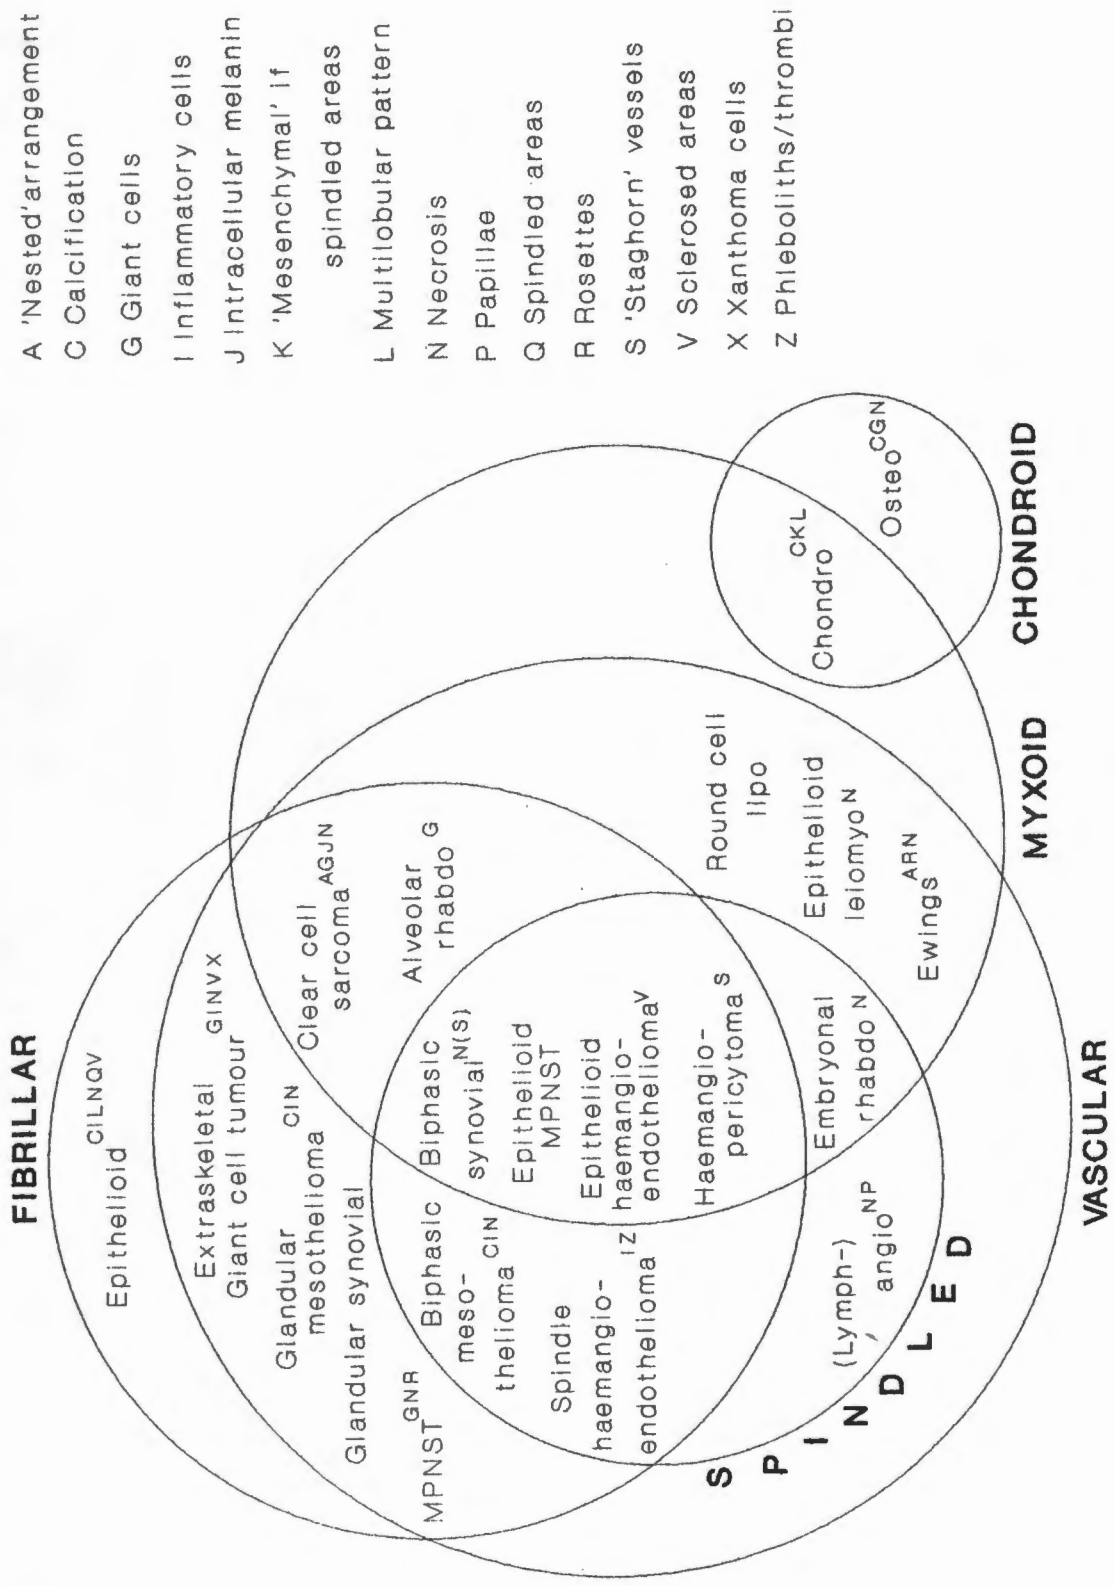 FIBRILLAR
Epithelioid CILNQV
Extraskeletal
Giant cell tumour GINVX
Glandular
mesothelioma CIN
Glandular synovial
MPNST GNR
Clear cell
sarcoma AGJN
Alveolar
rhabdo G
Biphasic
meso-
thelioma CIN
Biphasic
synovial N(S)
Epithelioid
MPNST
Spindle
haemangio-
endothelioma IZ
Epithelioid
haemangio-
endothelioma V
Haemangio-
pericytoma S
Round cell
lipo
Epithelioid
leiomyo N
Ewings ARN
Embryonal
rhabdo N
(Lymph-)
angio NP
Chondro CKL
Osteo CGN
SPINDLED
VASCULAR
MYXOID
CHONDROID
A 'Nested' arrangement
C Calcification
G Giant cells
I Inflammatory cells
J Intracellular melanin
K 'Mesenchymal' if
spindled areas
L Multilobular pattern
N Necrosis
P Papillae
Q Spindled areas
R Rosettes
S 'Staghorn' vessels
V Sclerosed areas
X Xanthoma cells
Z Phleboliths/thrombi